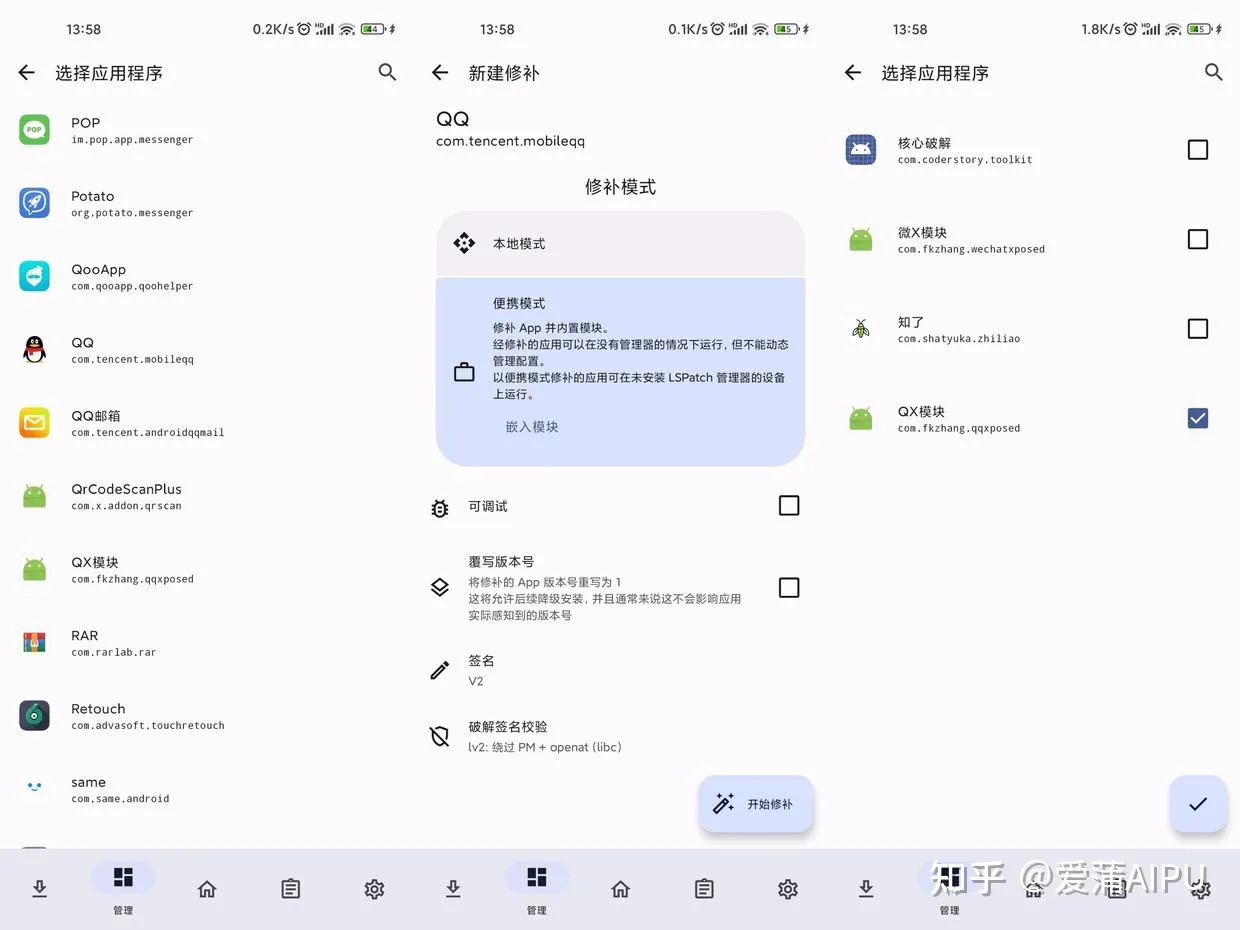 13:58
0.2K/s
HD
44
选择应用程序
POP
POP
im.pop.app.messenger
Potato
org.potato.messenger
QooApp
com.qooapp.qoohelper
QQ
com.tencent.mobileqq
QQ邮箱
com.tencent.androidqqmail
QrCodeScanPlus
com.x.addon.qrscan
QX模块
com.fkzhang.qqxposed
RAR
com.rarlab.rar
Retouch
com.advasoft.touchretouch
same
com.same.android
管理
13:58
0.1K/s
HD
45
新建修补
QQ
com.tencent.mobileqq
修补模式
本地模式
便携模式
修补 App 并内置模块。
经修补的应用可以在没有管理器的情况下运行, 但不能动态
管理配置。
以便携模式修补的应用可在未安装 LSPatch 管理器的设备
上运行。
嵌入模块
可调试
覆写版本号
将修补的 App 版本号重写为 1
这将允许后续降级安装, 并且通常来说这不会影响应用
实际感知到的版本号
签名
V2
破解签名校验
lv2: 绕过 PM + openat (libc)
开始修补
管理
13:58
1.8K/s
HD
45
选择应用程序
核心破解
com.coderstory.toolkit
微X模块
com.fkzhang.wechatxposed
知了
com.shatyuka.zhiliao
QX模块
com.fkzhang.qqxposed
管理
知乎 @爱蒲AIPU